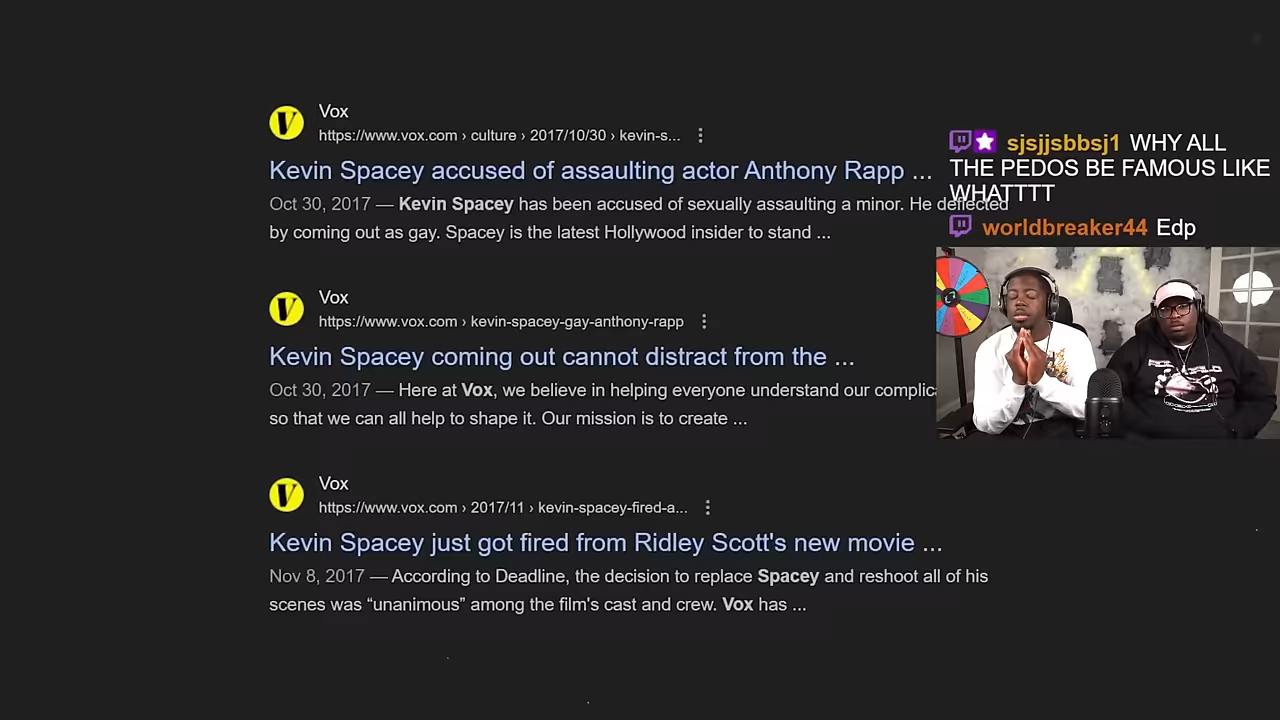 Vox
https://www.vox.com › culture › 2017/10/30 › kevin-s...
Kevin Spacey accused of assaulting actor Anthony Rapp ...
Oct 30, 2017 — Kevin Spacey has been accused of sexually assaulting a minor. He deflected
by coming out as gay. Spacey is the latest Hollywood insider to stand ...
Vox
https://www.vox.com › kevin-spacey-gay-anthony-rapp
Kevin Spacey coming out cannot distract from the ...
Oct 30, 2017 — Here at Vox, we believe in helping everyone understand our
so that we can all help to shape it. Our mission is to create ...
Vox
https://www.vox.com › 2017/11 › kevin-spacey-fired-a...
Kevin Spacey just got fired from Ridley Scott's new movie ...
Nov 8, 2017 — According to Deadline, the decision to replace Spacey and reshoot all of his
scenes was “unanimous” among the film's cast and crew. Vox has ...
sjsjjsbbsj1 WHY ALL
THE PEDOS BE FAMOUS LIKE
WHATTTT
worldbreaker44 Edp